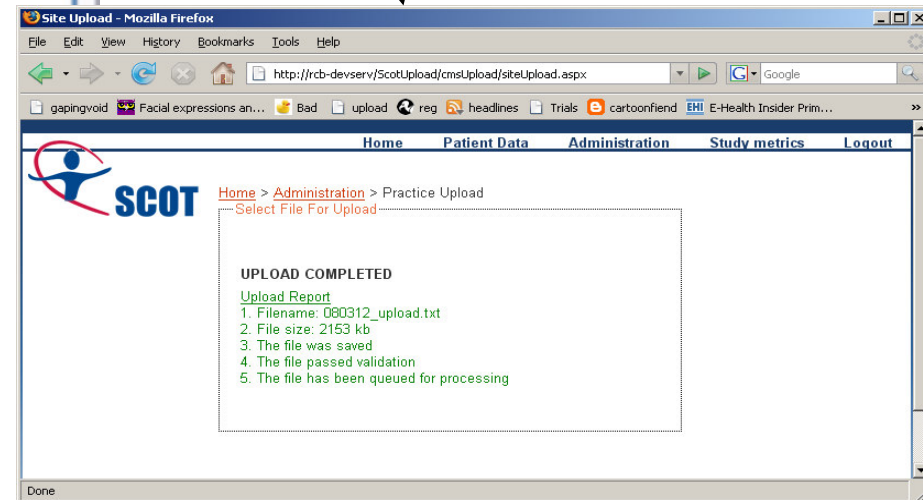 Site Upload - Mozilla Firefox
File Edit View History Bookmarks Tools Help
http://rcb-devserv/ScotUpload/cmsUpload/siteUpload.aspx G Google
gapingvoid Facial expressions an... Bad upload reg headlines Trials cartoonfiend EHI E-Health Insider Prim... »
Home Patient Data Administration Study metrics Logout
SCOT
Home > Administration > Practice Upload
Select File For Upload
UPLOAD COMPLETED
Upload Report
1. Filename: 080312_upload.txt
2. File size: 2153 kb
3. The file was saved
4. The file passed validation
5. The file has been queued for processing
Done